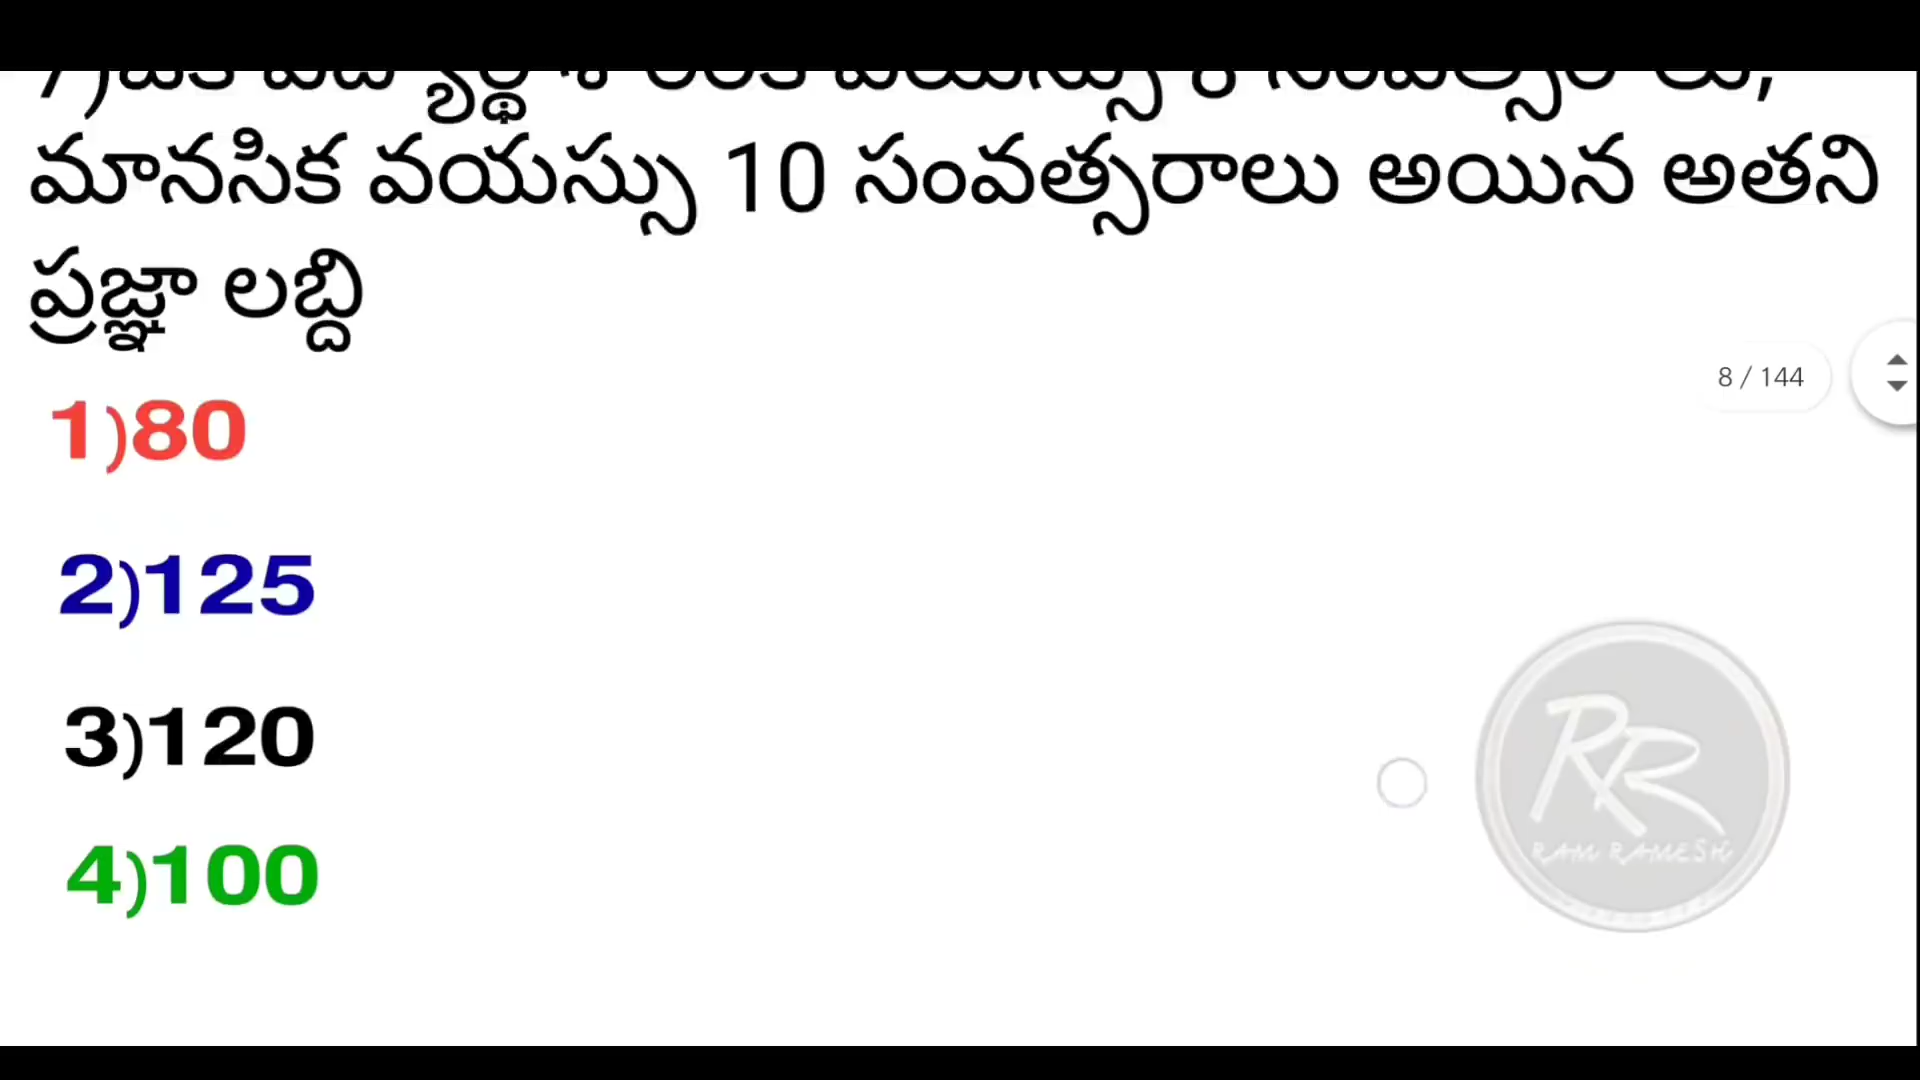 మానసిక వయస్సు 10 సంవత్సరాలు అయిన అతని
ప్రజ్ఞా లబ్ది
8 / 144
1)80
2)125
3)120
4)100
RR
RAM RAMESH